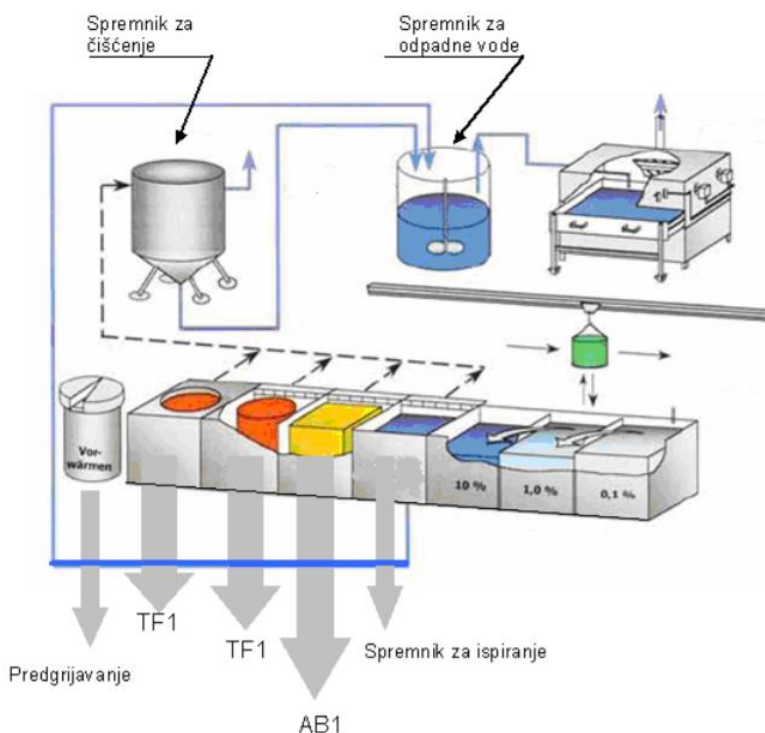 Spremnik za
čišćenje
Spremnik za
odpadne vode
Vor-
wärmen
10 %
1,0 %
0,1 %
TF1
TF1
Spremnik za ispiranje
Predgrijavanje
AB1